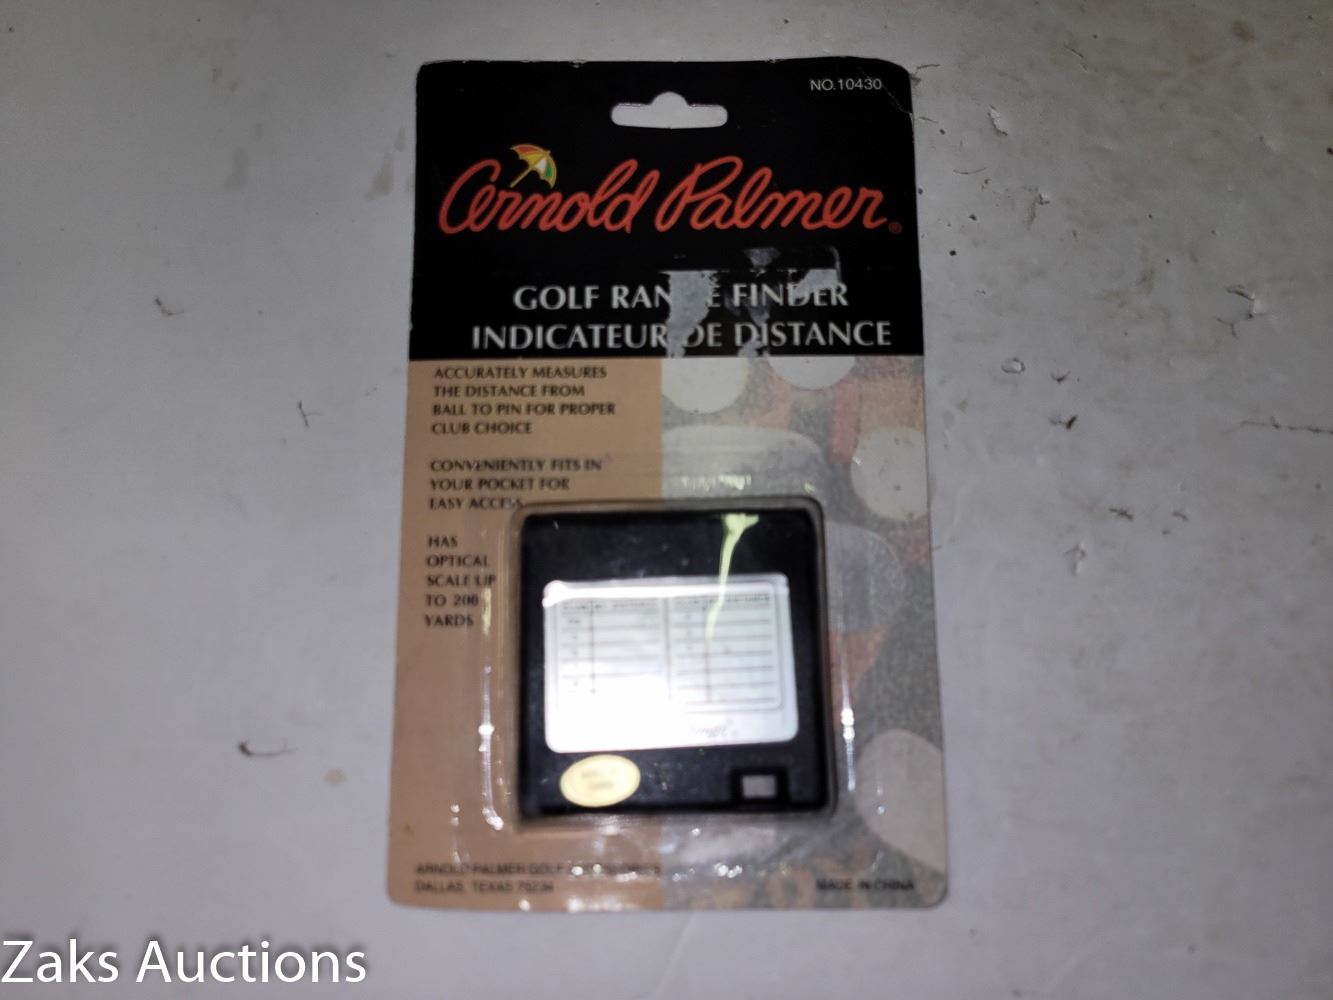 NO.10430
Arnold Palmer®
GOLF RANGE FINDER
INDICATEUR DE DISTANCE
ACCURATELY MEASURES
THE DISTANCE FROM
BALL TO PIN FOR PROPER
CLUB CHOICE
CONVENIENTLY FITS IN
YOUR POCKET FOR
EASY ACCESS
HAS
OPTICAL
SCALE UP
TO 200
YARDS
ARNOLD PALMER GOLF
DALLAS, TEXAS 75234
MADE IN CHINA
Zaks Auctions